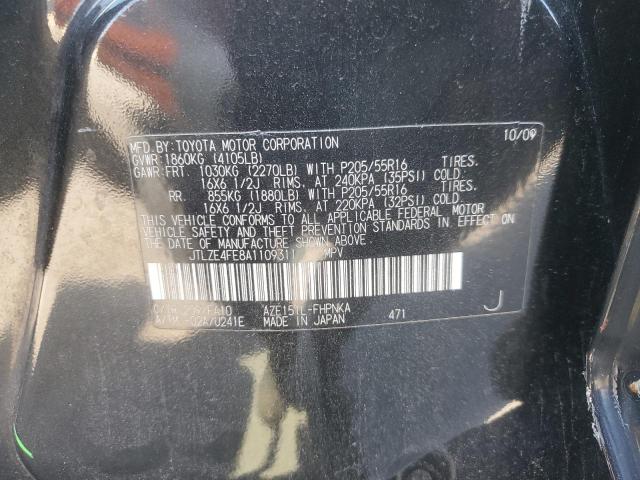 10/09
MFD.BY:TOYOTA MOTOR CORPORATION
GVWR:1860KG (4105LB)
GAWR:FRT. 1030KG (2270LB) WITH P205/55R16 TIRES.
16X6 1/2J RIMS. AT 240KPA (35PSI) COLD.
RR. 855KG (1880LB) WITH P205/55R16 TIRES.
16X6 1/2J RIMS. AT 220KPA (32PSI) COLD.
THIS VEHICLE CONFORMS TO ALL APPLICABLE FEDERAL MOTOR
VEHICLE SAFETY AND THEFT PREVENTION STANDARDS IN EFFECT ON
THE DATE OF MANUFACTURE SHOWN ABOVE.
JTLZE4FE8A1109311 MPV
FA10 AZE151L-FHPNKA
02A/U241E MADE IN JAPAN 471 J